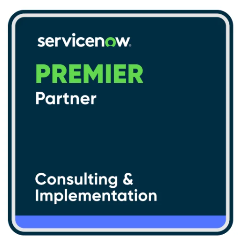 servicenow
PREMIER
Partner
Consulting &
Implementation